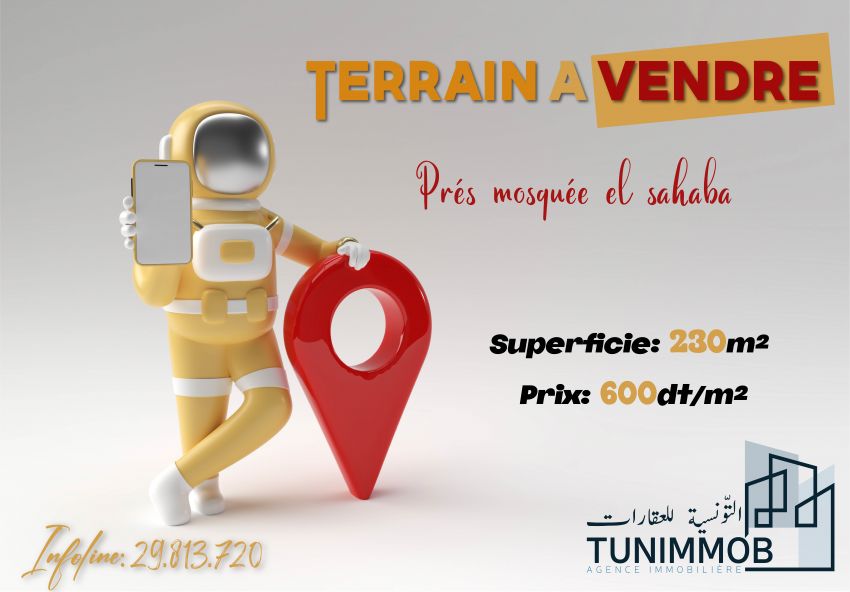 TERRAIN A VENDRE
Prés mosquée el sahaba
Superficie: 230m²
Prix: 600dt/m²
التّونسية للعقارات
TUNIMMOB
AGENCE IMMOBILIÈRE
Infoline: 29.813.720